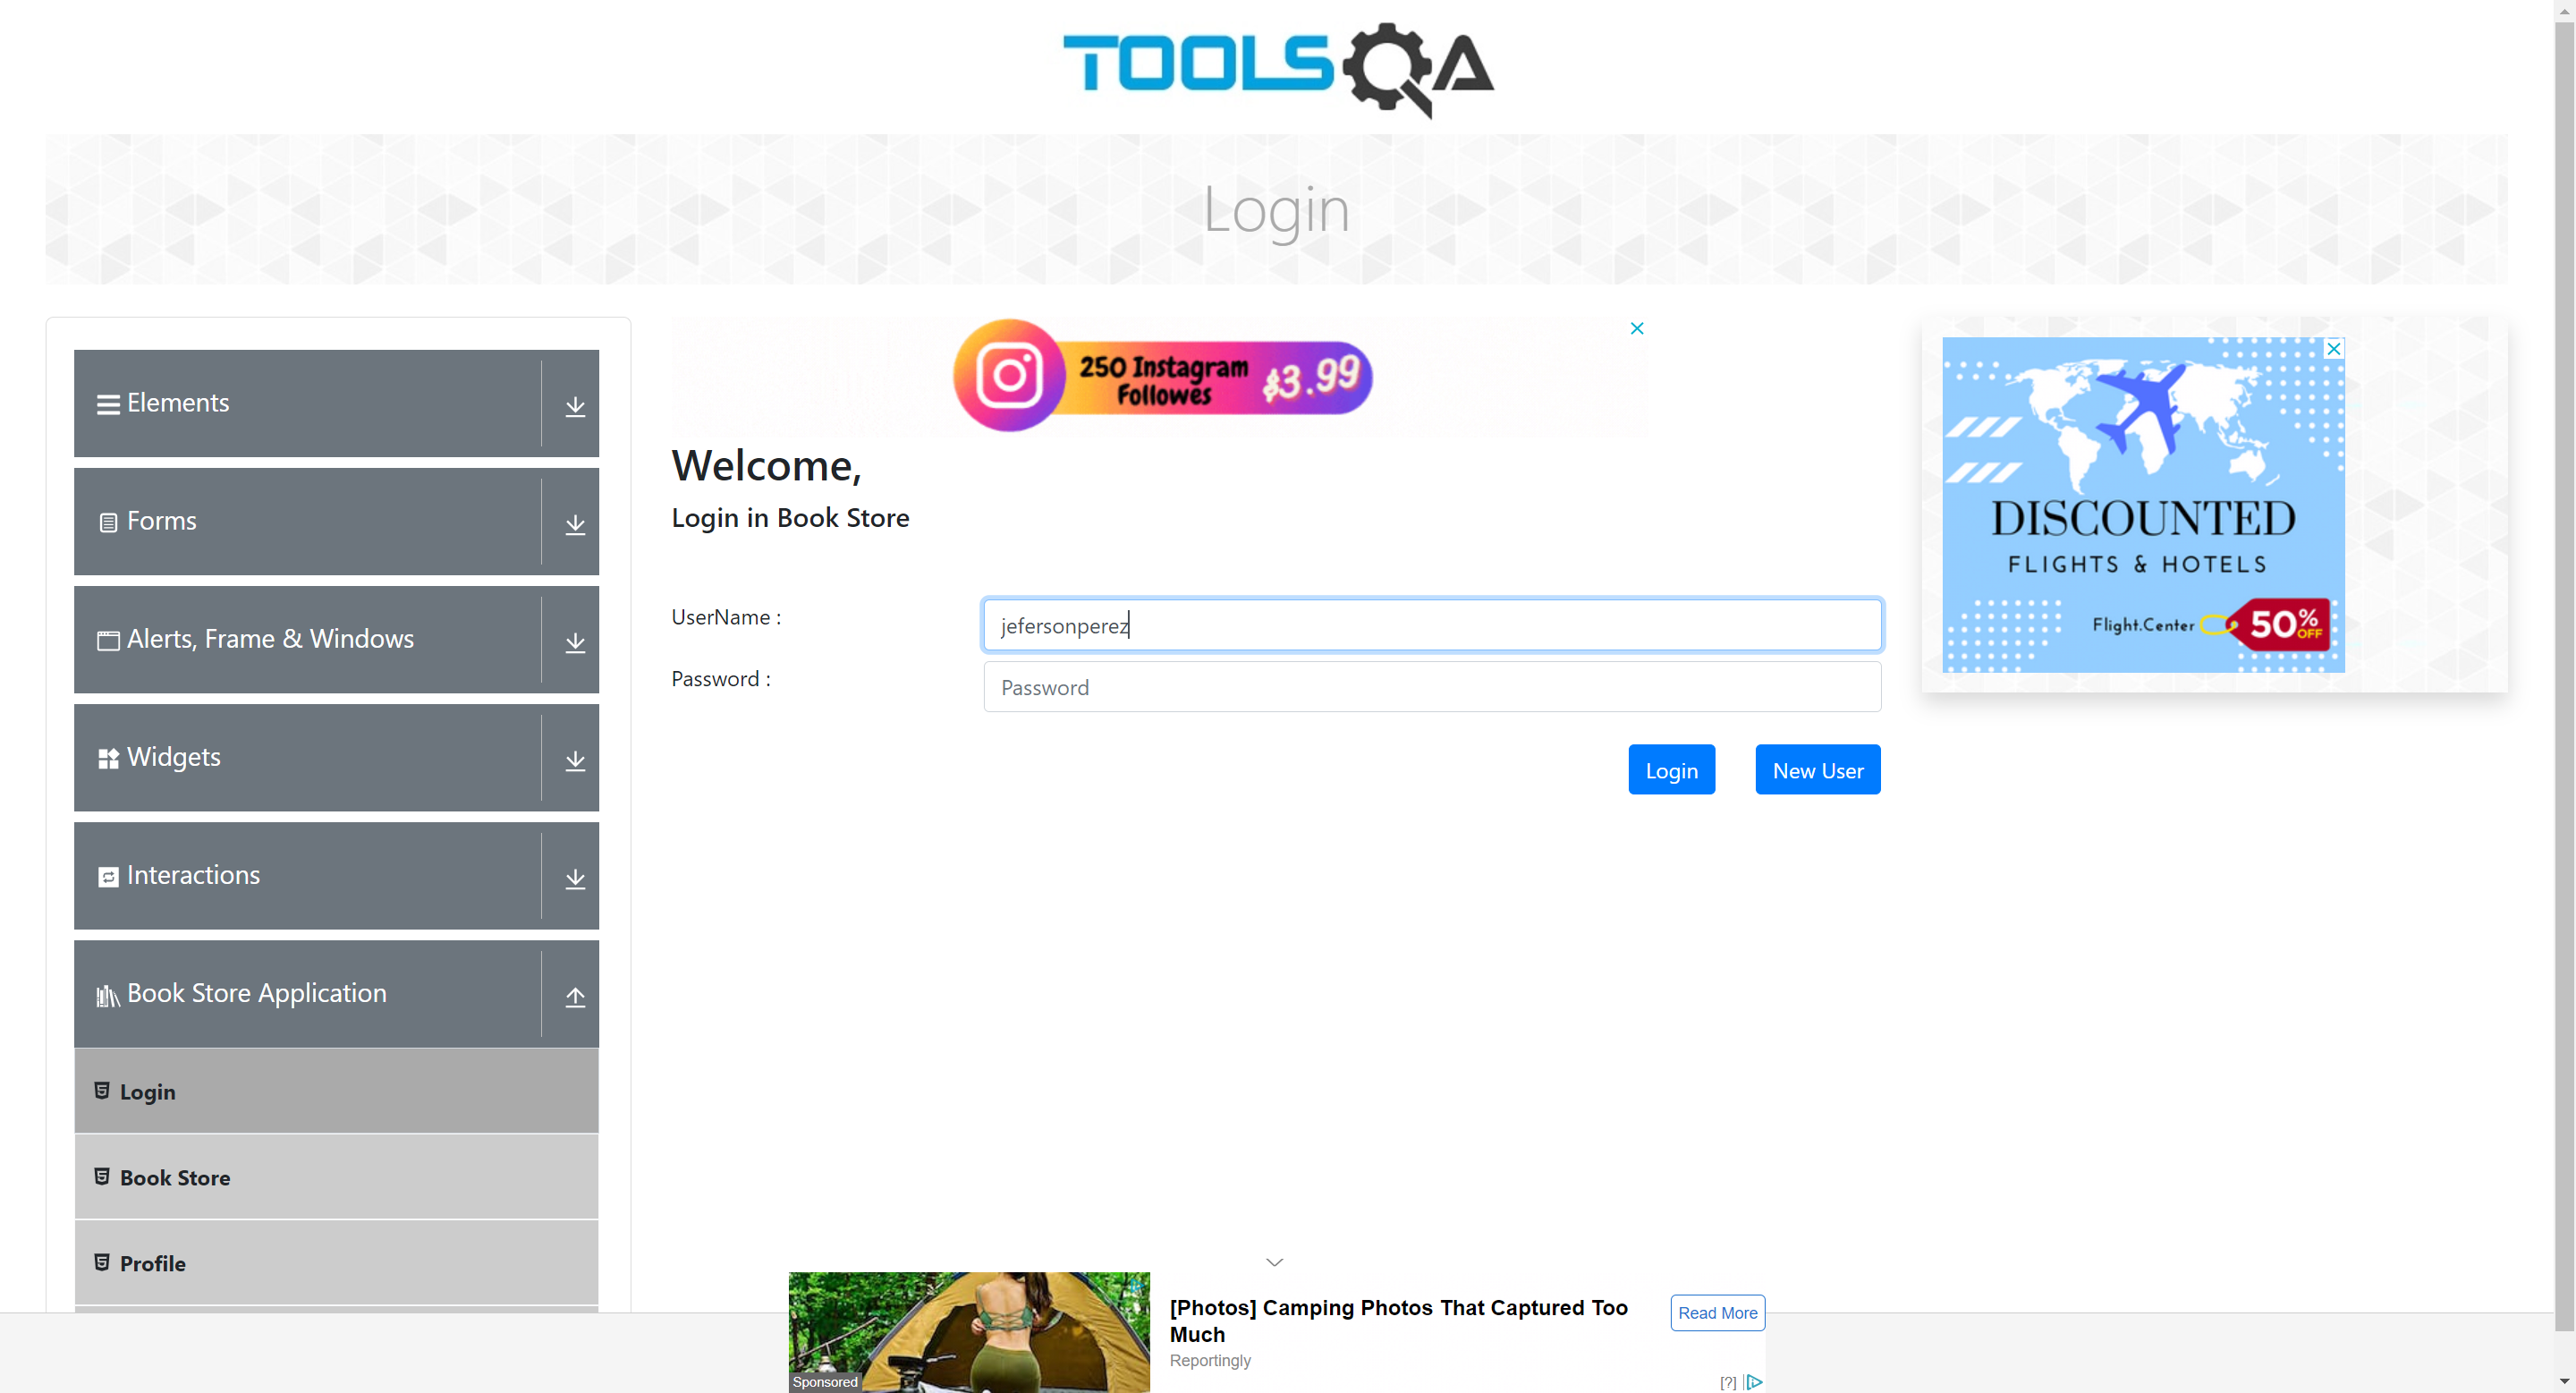 TOOLSQA
Login
Elements
Forms
Alerts, Frame & Windows
Widgets
Interactions
Book Store Application
Login
Book Store
Profile
250 Instagram
Followes
$3.99
Welcome,
Login in Book Store
UserName :
jefersonperez
Password :
Password
Login
New User
DISCOUNTED
FLIGHTS & HOTELS
Flight.Center
50% OFF
Sponsored
[Photos] Camping Photos That Captured Too
Much
Reportingly
Read More
[?]